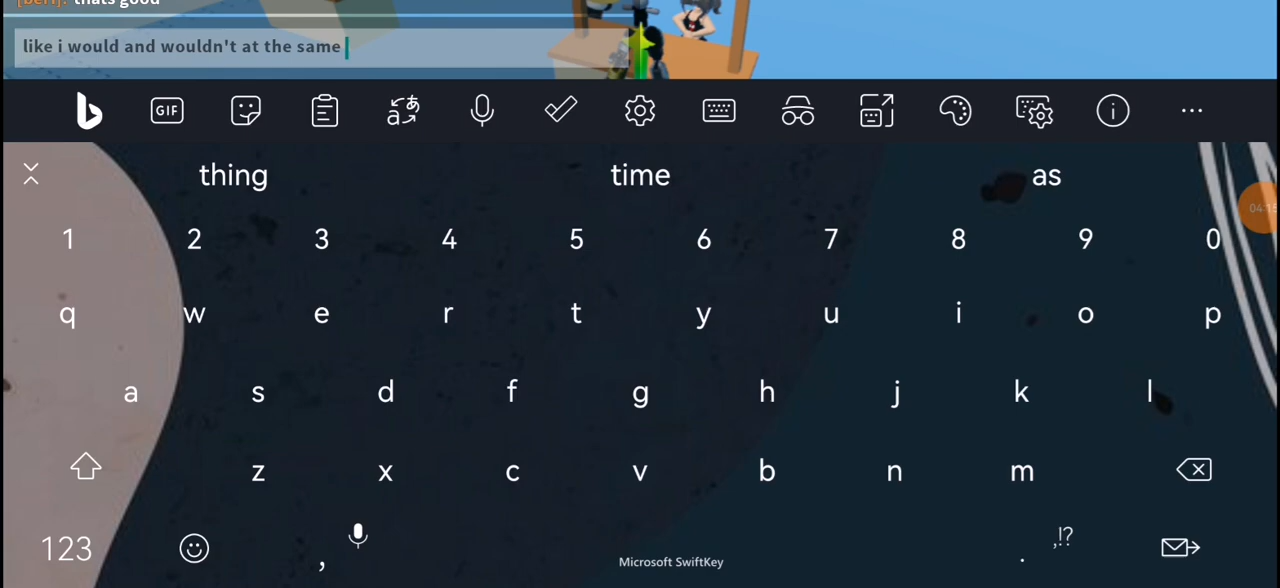 [beri]: thats good
like i would and wouldn't at the same
GIF
thing time as
1 2 3 4 5 6 7 8 9 0
q w e r t y u i o p
a s d f g h j k l
z x c v b n m
123 , Microsoft SwiftKey . ,!?